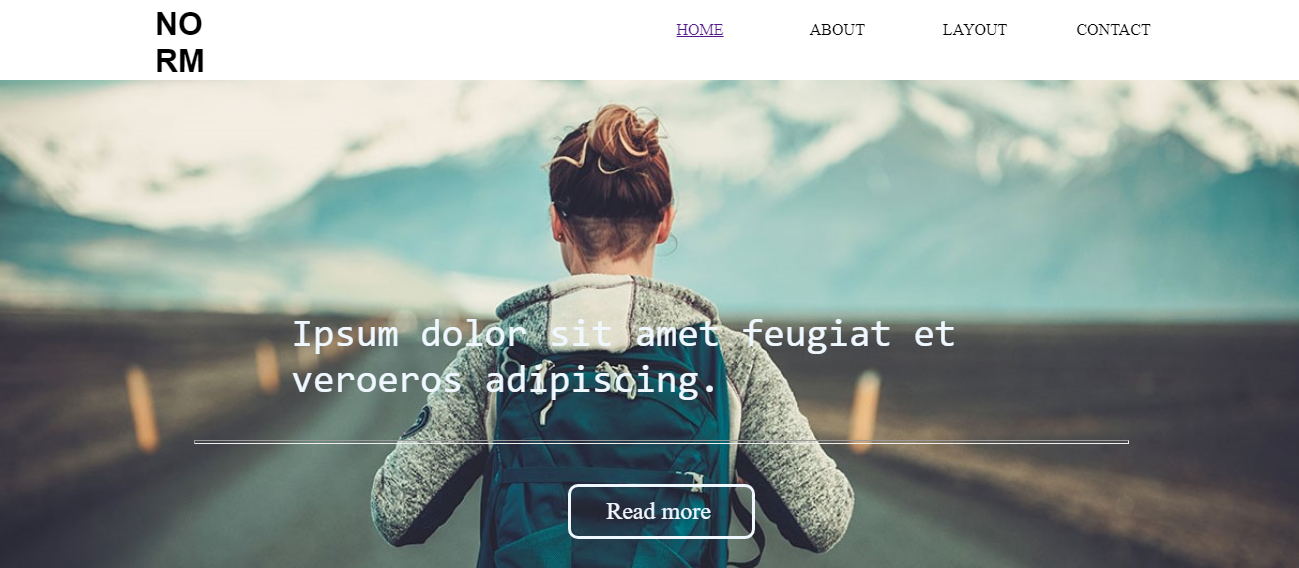 NO
RM
HOME ABOUT LAYOUT CONTACT
Ipsum dolor sit amet feugiat et
veroeros adipiscing.
Read more